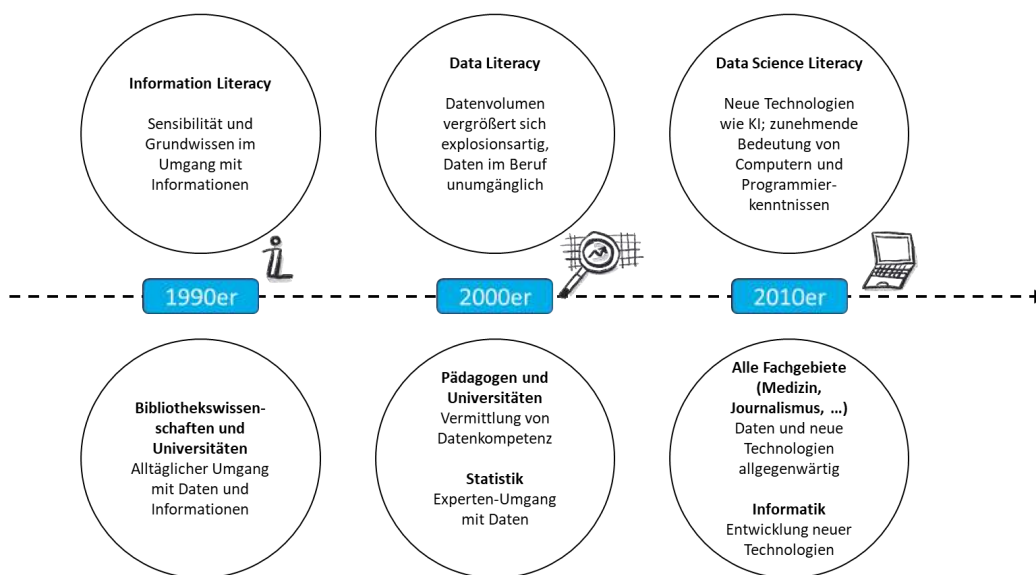 Information Literacy
Sensibilität und
Grundwissen im
Umgang mit
Informationen
Data Literacy
Datenvolumen
vergrößert sich
explosionsartig,
Daten im Beruf
unumgänglich
Data Science Literacy
Neue Technologien
wie KI; zunehmende
Bedeutung von
Computern und
Programmier-
kenntnissen
1990er
2000er
2010er
Bibliothekswissen-
schaften und
Universitäten
Alltäglicher Umgang
mit Daten und
Informationen
Pädagogen und
Universitäten
Vermittlung von
Datenkompetenz
Statistik
Experten-Umgang
mit Daten
Alle Fachgebiete
(Medizin,
Journalismus, …)
Daten und neue
Technologien
allgegenwärtig
Informatik
Entwicklung neuer
Technologien